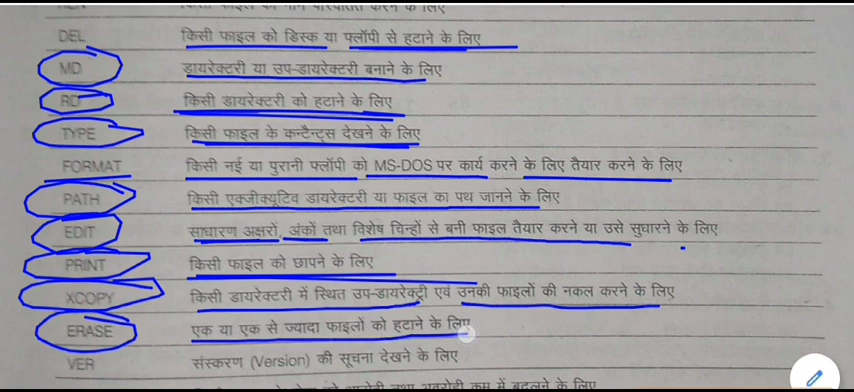 DEL किसी फाइल को डिस्क या फ्लॉपी से हटाने के लिए
MD डायरेक्टरी या उप-डायरेक्टरी बनाने के लिए
RD किसी डायरेक्टरी को हटाने के लिए
TYPE किसी फाइल के कन्टैन्ट्स देखने के लिए
FORMAT किसी नई या पुरानी फ्लॉपी को MS-DOS पर कार्य करने के लिए तैयार करने के लिए
PATH किसी एक्जीक्यूटिव डायरेक्टरी या फाइल का पथ जानने के लिए
EDIT साधारण अक्षरों, अंकों तथा विशेष चिन्हों से बनी फाइल तैयार करने या उसे सुधारने के लिए
PRINT किसी फाइल को छापने के लिए
XCOPY किसी डायरेक्टरी में स्थित उप-डायरेक्ट्री एवं उनकी फाइलों की नकल करने के लिए
ERASE एक या एक से ज्यादा फाइलों को हटाने के लिए
VER संस्करण (Version) की सूचना देखने के लिए